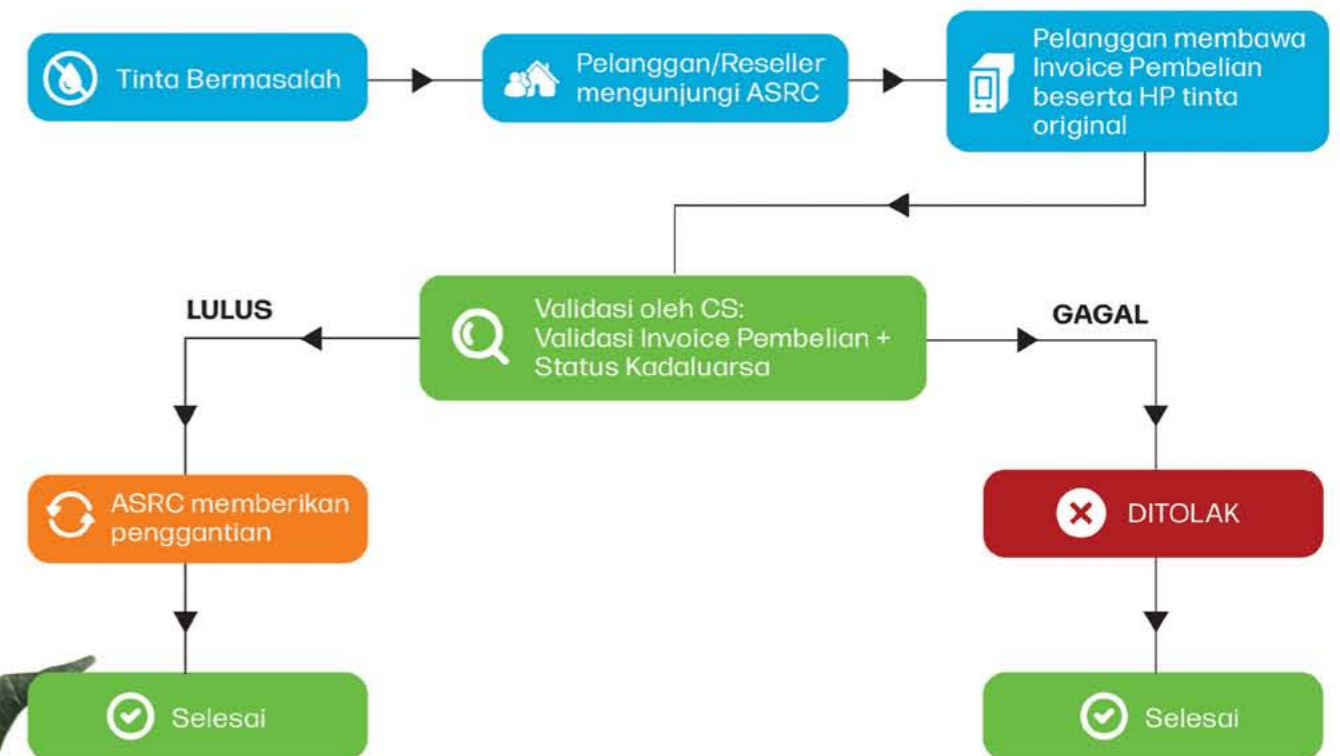 Tinta Bermasalah
Pelanggan/Reseller
mengunjungi ASRC
Pelanggan membawa
Invoice Pembelian
beserta HP tinta
original
LULUS
Validasi oleh CS:
Validasi Invoice Pembelian +
Status Kadaluarsa
GAGAL
ASRC memberikan
penggantian
DITOLAK
Selesai
Selesai